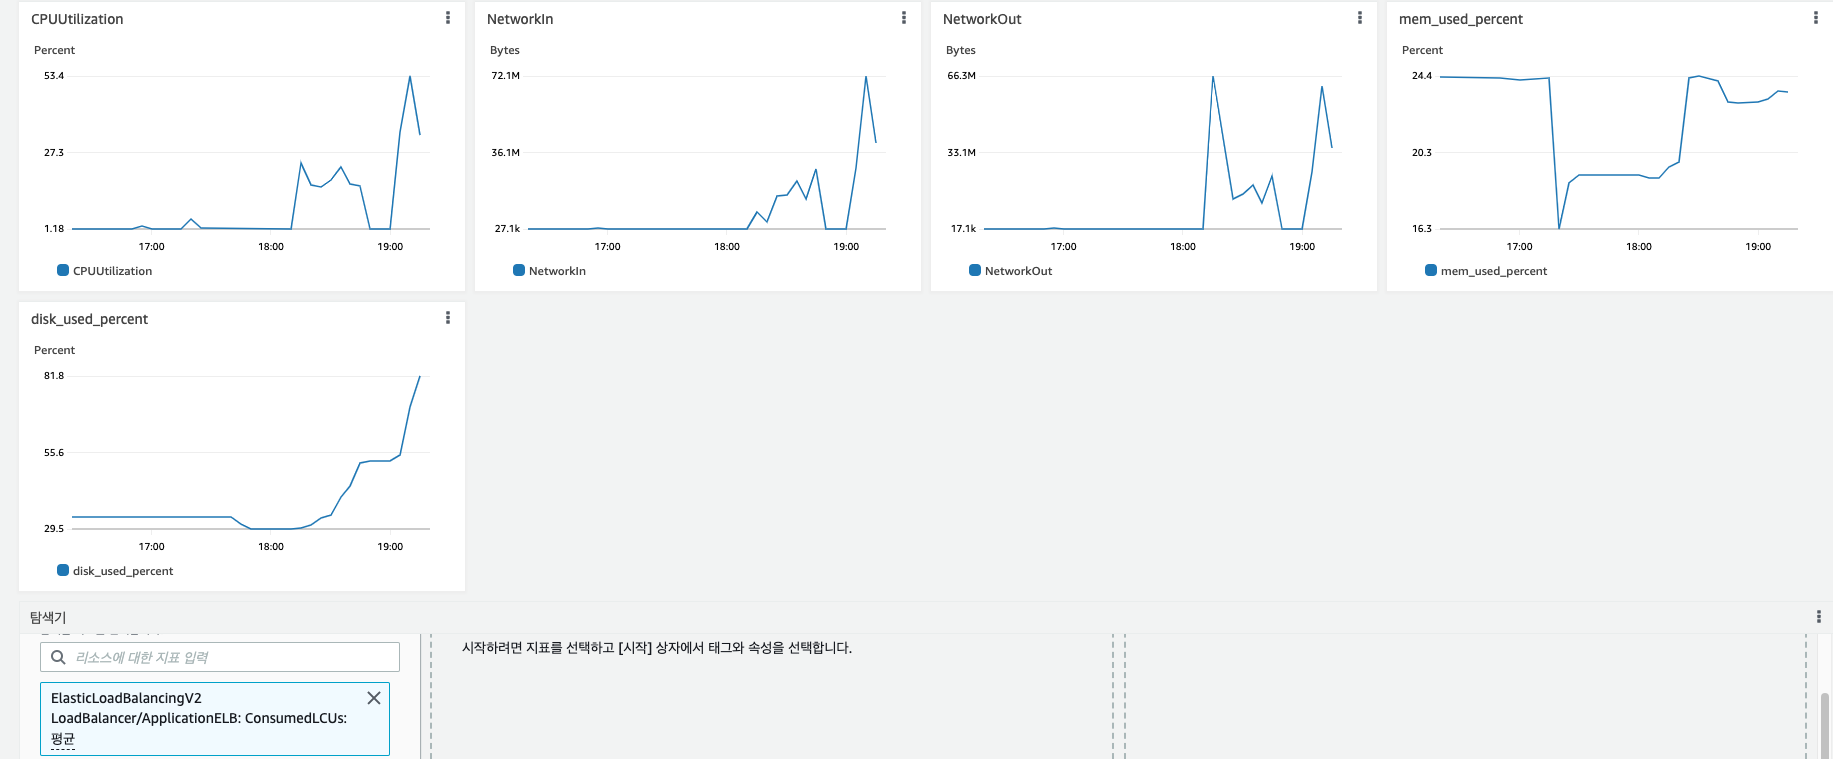 CPUUtilization
Percent
53.4
27.3
1.18
17:00
18:00
19:00
CPUUtilization
NetworkIn
Bytes
72.1M
36.1M
27.1k
17:00
18:00
19:00
NetworkIn
NetworkOut
Bytes
66.3M
33.1M
17.1k
17:00
18:00
19:00
NetworkOut
mem_used_percent
Percent
24.4
20.3
16.3
17:00
18:00
19:00
mem_used_percent
disk_used_percent
Percent
81.8
55.6
29.5
17:00
18:00
19:00
disk_used_percent
탐색기
리소스에 대한 지표 입력
ElasticLoadBalancingV2
LoadBalancer/ApplicationELB: ConsumedLCUs:
평균
시작하려면 지표를 선택하고 [시작] 상자에서 태그와 속성을 선택합니다.